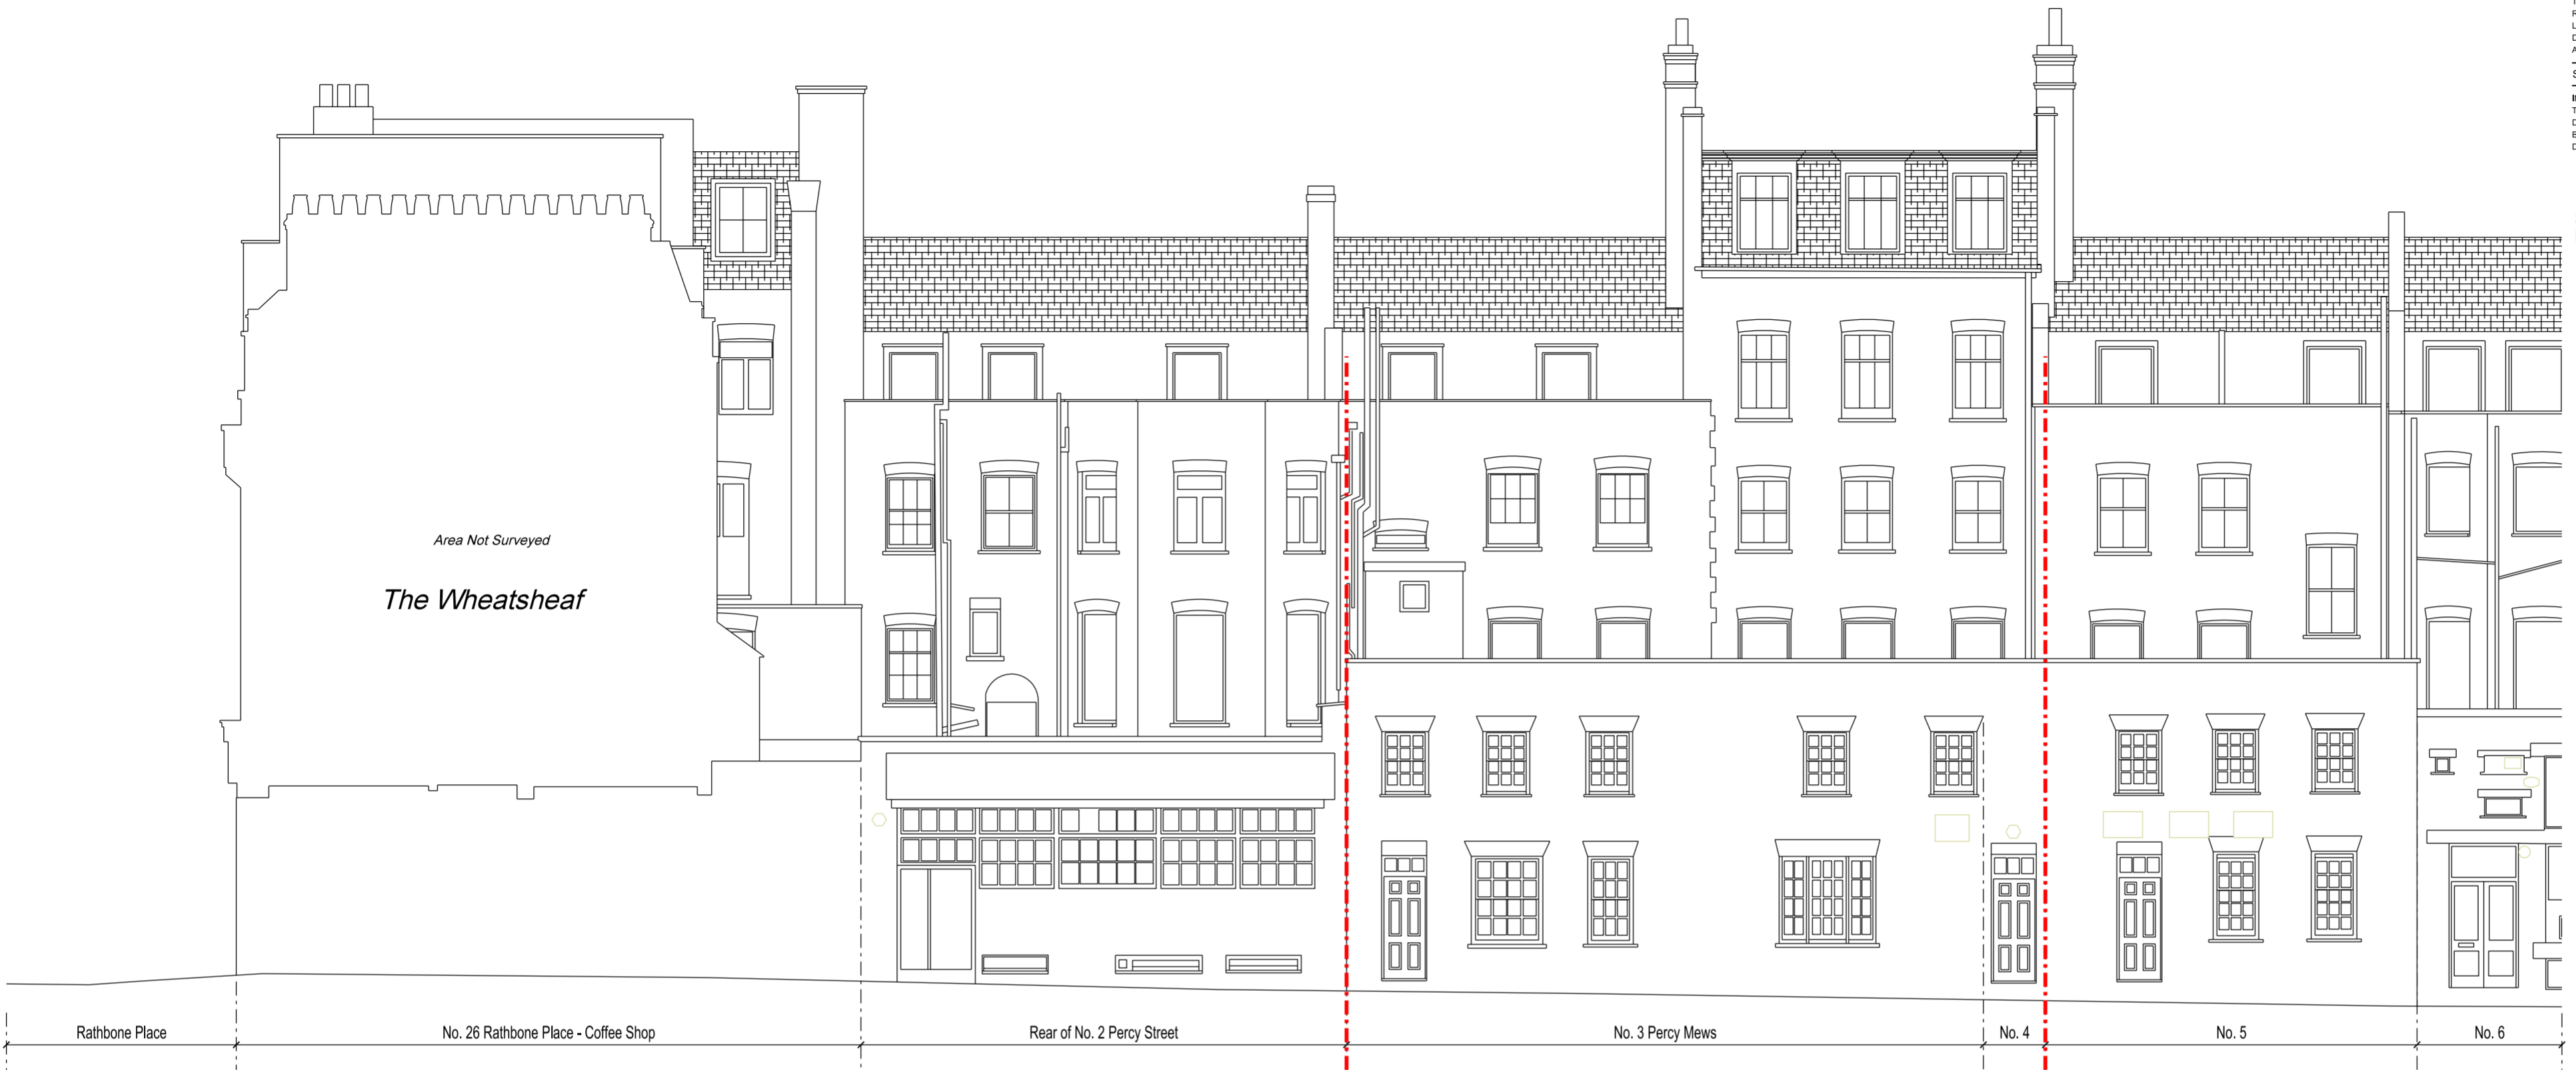 Area Not Surveyed
The Wheatsheaf
Rathbone Place
No. 26 Rathbone Place - Coffee Shop
Rear of No. 2 Percy Street
No. 3 Percy Mews
No. 4
No. 5
No. 6